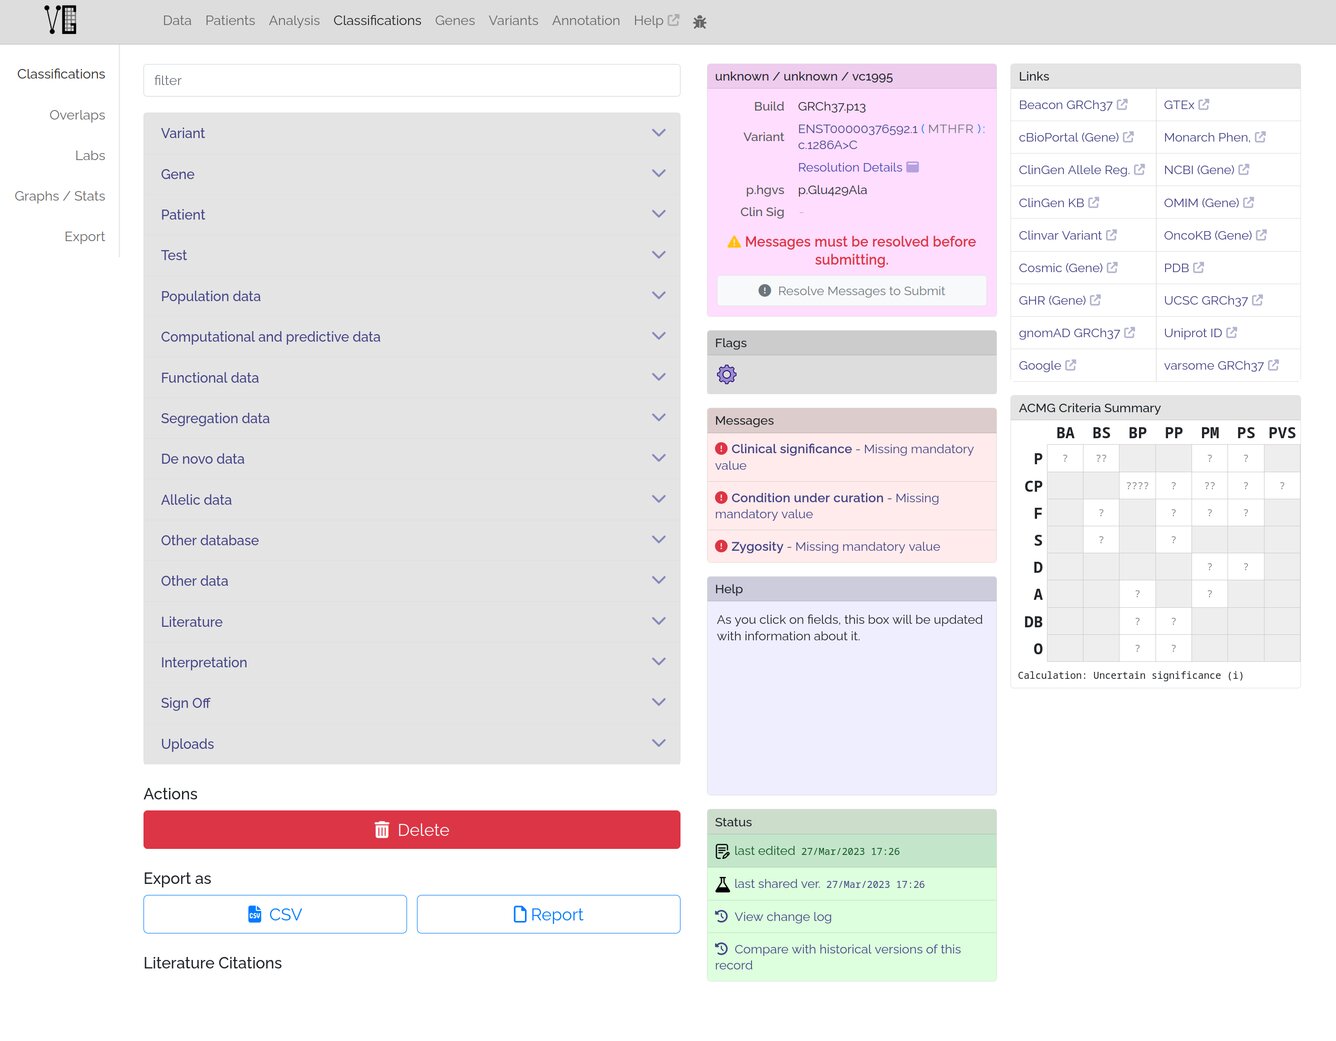 VG
Data Patients Analysis Classifications Genes Variants Annotation Help
Classifications
Overlaps
Labs
Graphs / Stats
Export
filter
Variant
Gene
Patient
Test
Population data
Computational and predictive data
Functional data
Segregation data
De novo data
Allelic data
Other database
Other data
Literature
Interpretation
Sign Off
Uploads
Actions
Delete
Export as
CSV
Report
Literature Citations
unknown / unknown / vc1995
Build GRCh37.p13
Variant ENST00000376592.1 ( MTHFR ):
c.1286A>C
Resolution Details
p.hgvs p.Glu429Ala
Clin Sig -
Messages must be resolved before
submitting.
Resolve Messages to Submit
Flags
Messages
Clinical significance - Missing mandatory
value
Condition under curation - Missing
mandatory value
Zygosity - Missing mandatory value
Help
As you click on fields, this box will be updated
with information about it.
Status
last edited 27/Mar/2023 17:26
last shared ver. 27/Mar/2023 17:26
View change log
Compare with historical versions of this
record
Links
Beacon GRCh37 GTEx
cBioPortal (Gene) Monarch Phen.
ClinGen Allele Reg. NCBI (Gene)
ClinGen KB OMIM (Gene)
Clinvar Variant OncoKB (Gene)
Cosmic (Gene) PDB
GHR (Gene) UCSC GRCh37
gnomAD GRCh37 Uniprot ID
Google varsome GRCh37
ACMG Criteria Summary
BA BS BP PP PM PS PVS
P ? ?? ? ?
CP ???? ? ?? ? ?
F ? ? ? ?
S ? ?
D ? ?
A ? ?
DB ? ?
O ? ?
Calculation: Uncertain significance (i)